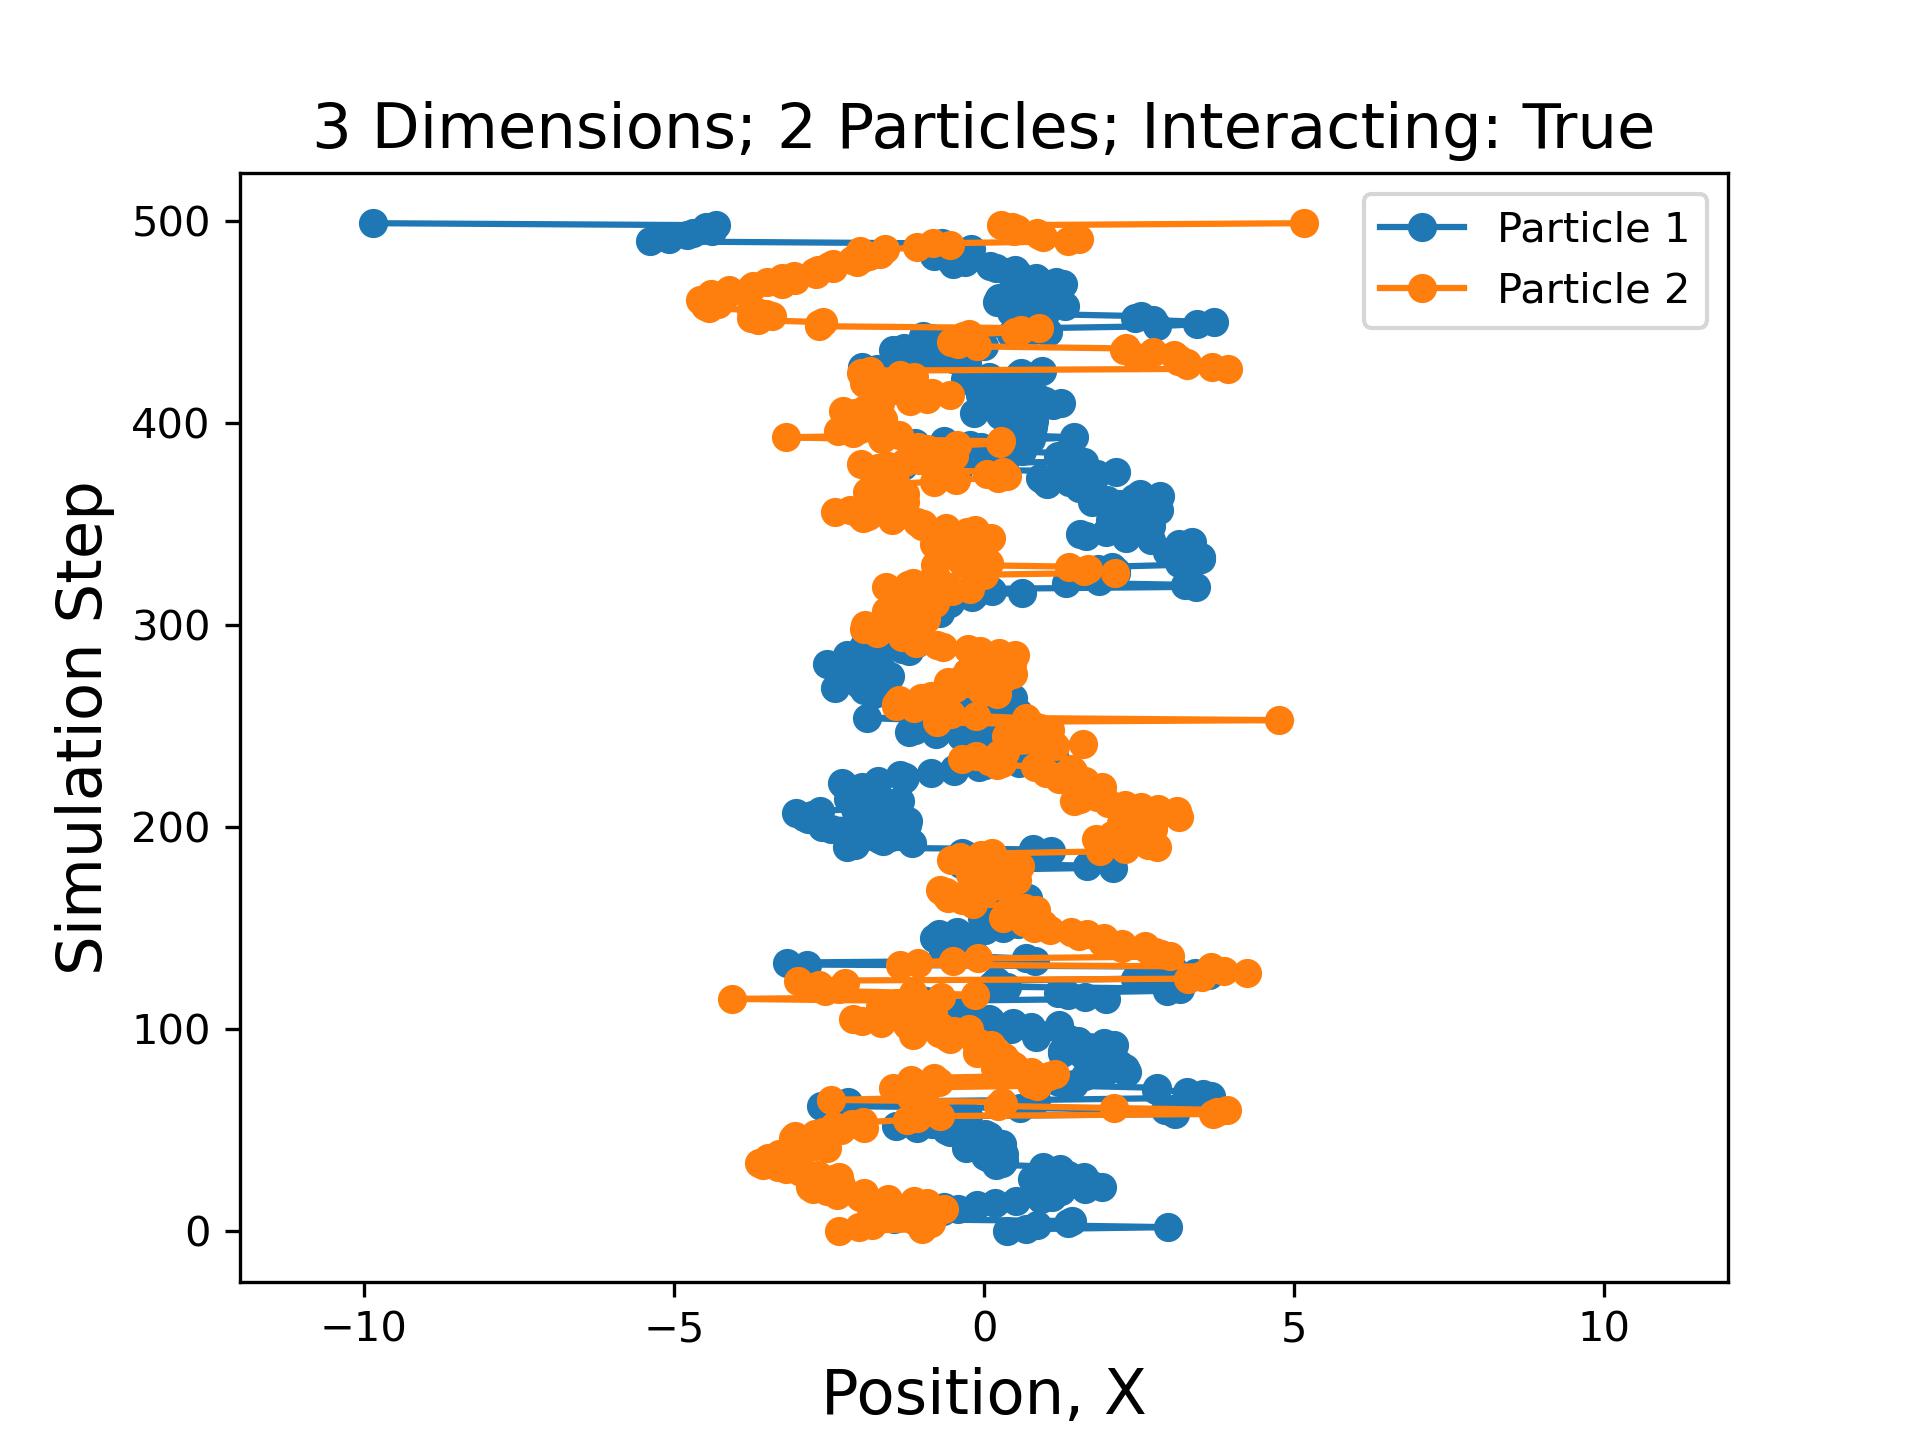 3 Dimensions; 2 Particles; Interacting: True
Particle 1
Particle 2
500
400
300
200
100
0
Simulation Step
−10
−5
0
5
10
Position, X